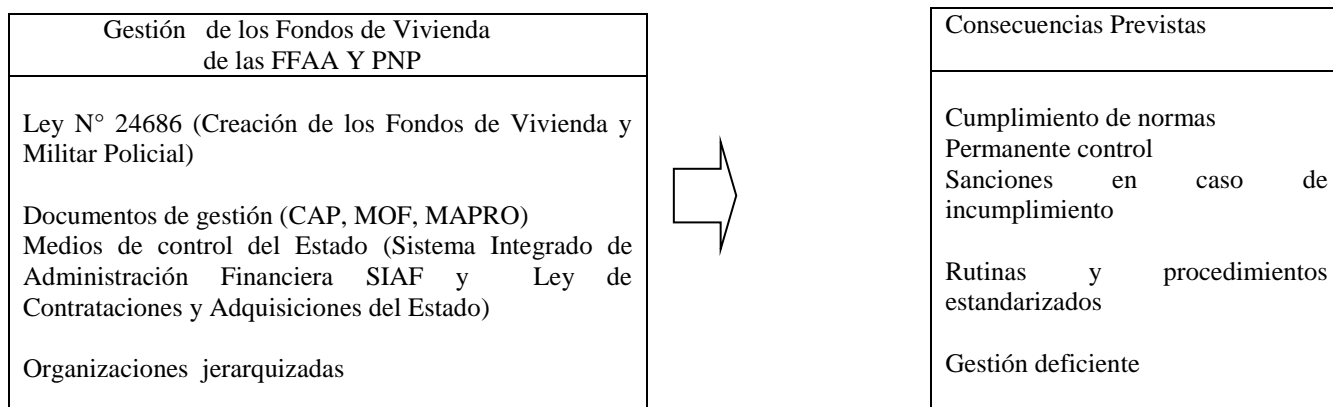 Gestión de los Fondos de Vivienda
de las FFAA Y PNP
Ley N° 24686 (Creación de los Fondos de Vivienda y
Militar Policial)
Documentos de gestión (CAP, MOF, MAPRO)
Medios de control del Estado (Sistema Integrado de
Administración Financiera SIAF y Ley de
Contrataciones y Adquisiciones del Estado)
Organizaciones jerarquizadas
Consecuencias Previstas
Cumplimiento de normas
Permanente control
Sanciones en caso de
incumplimiento
Rutinas y procedimientos
estandarizados
Gestión deficiente